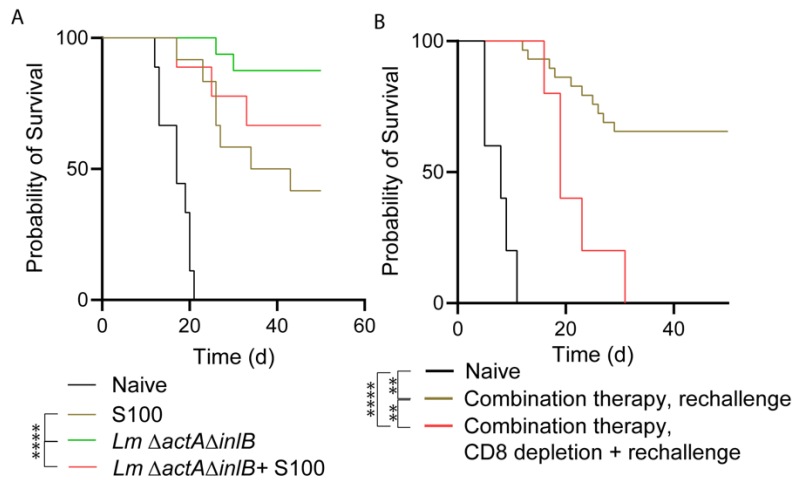 A
Probability of Survival
100
50
0
0 20 40 60
Time (d)
Naive
S100
Lm ΔactAΔinlB
Lm ΔactAΔinlB+ S100
****
B
Probability of Survival
100
50
0
0 20 40
Time (d)
Naive
Combination therapy, rechallenge
Combination therapy,
CD8 depletion + rechallenge
****
**
**